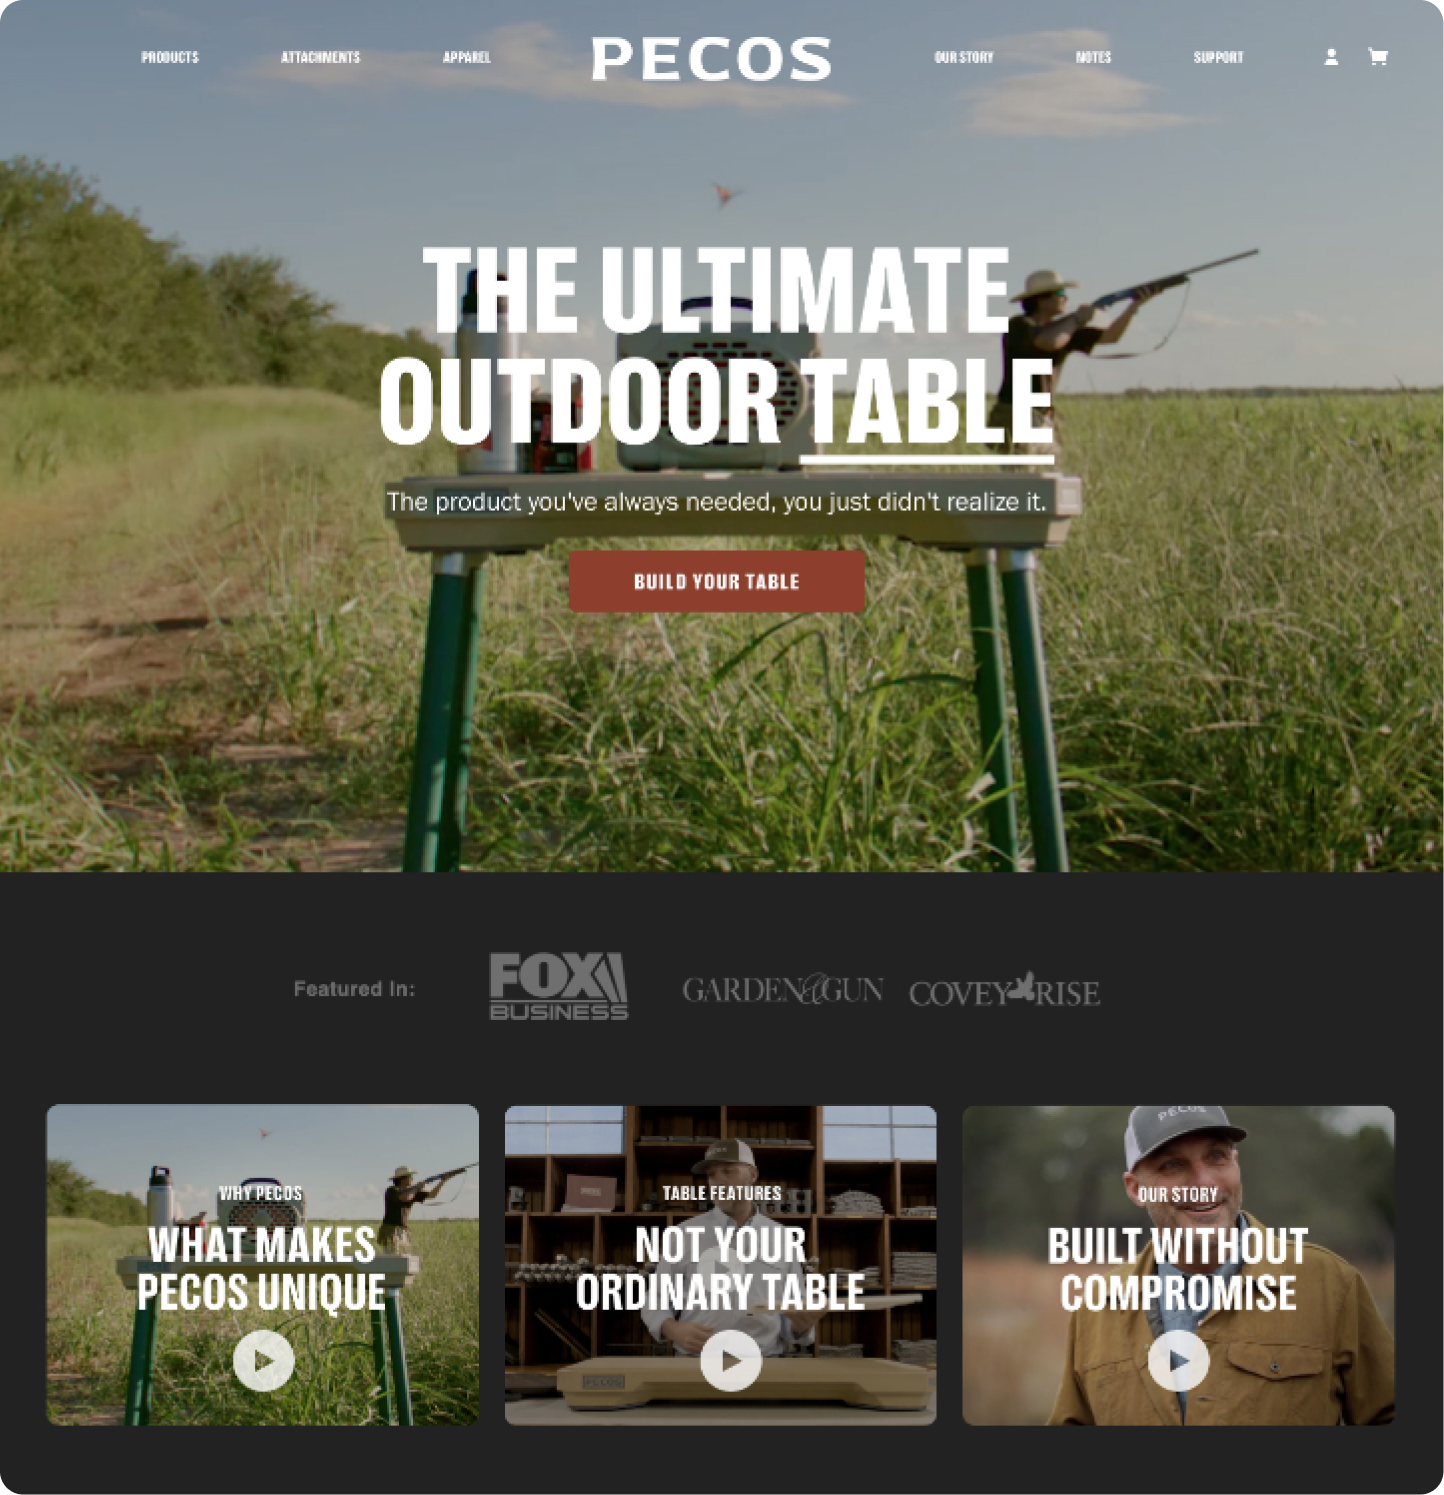 PRODUCTS
ATTACHMENTS
APPAREL
PECOS
OUR STORY
NOTES
SUPPORT
THE ULTIMATE
OUTDOOR TABLE
The product you've always needed, you just didn't realize it.
BUILD YOUR TABLE
Featured In:
FOX
BUSINESS
GARDEN & GUN
COVEY RISE
WHY PECOS
WHAT MAKES
PECOS UNIQUE
TABLE FEATURES
NOT YOUR
ORDINARY TABLE
PECOS
PECOS
OUR STORY
BUILT WITHOUT
COMPROMISE